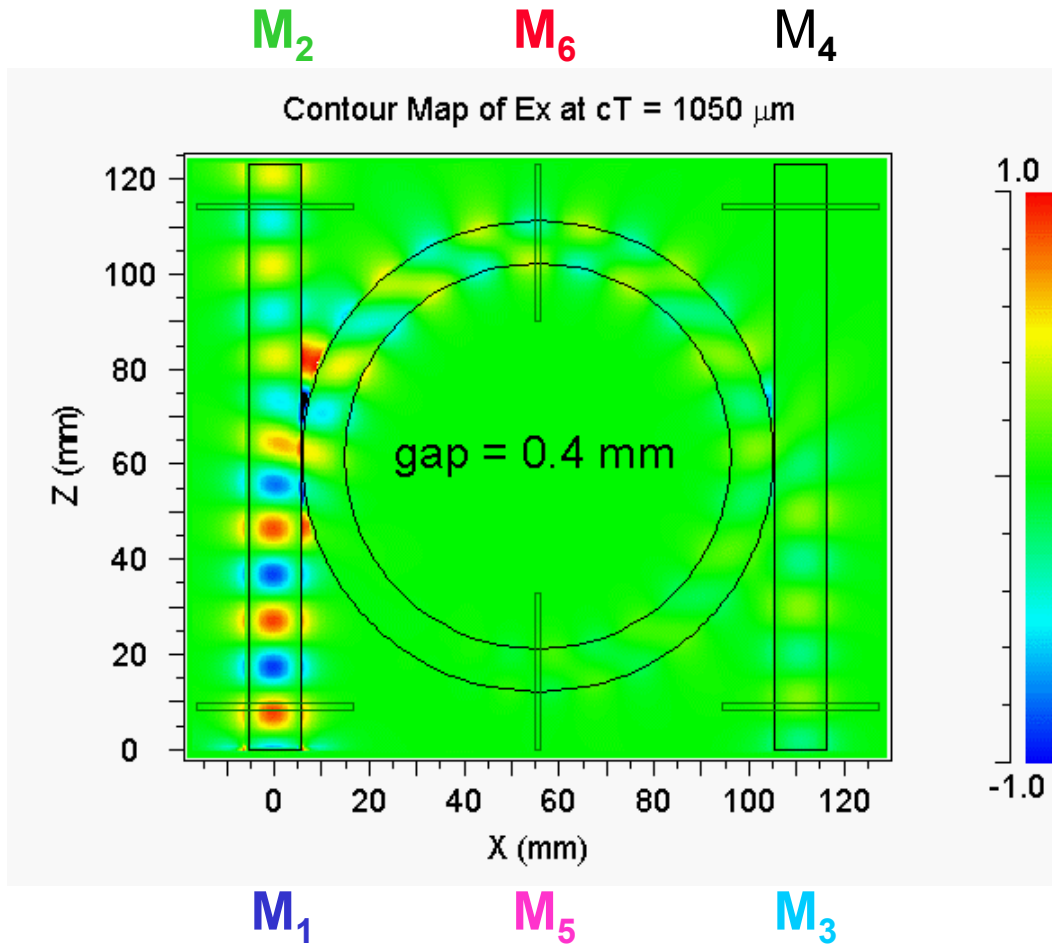 M₂ M₆ M₄
Contour Map of Ex at cT = 1050 μm
120
100
80
60
40
20
0
Z (mm)
gap = 0.4 mm
1.0
-1.0
0 20 40 60 80 100 120
X (mm)
M₁ M₅ M₃